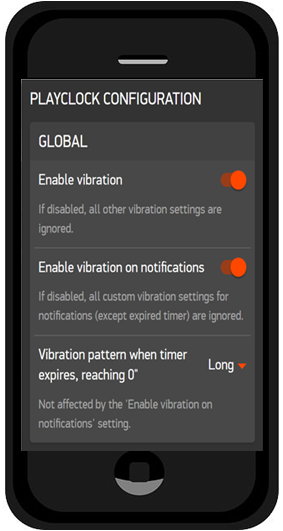 PLAYCLOCK CONFIGURATION
GLOBAL
Enable vibration
If disabled, all other vibration settings are
ignored.
Enable vibration on notifications
If disabled, all custom vibration settings for
notifications (except expired timer) are ignored.
Vibration pattern when timer
expires, reaching 0"
Long
Not affected by the 'Enable vibration on
notifications' setting.